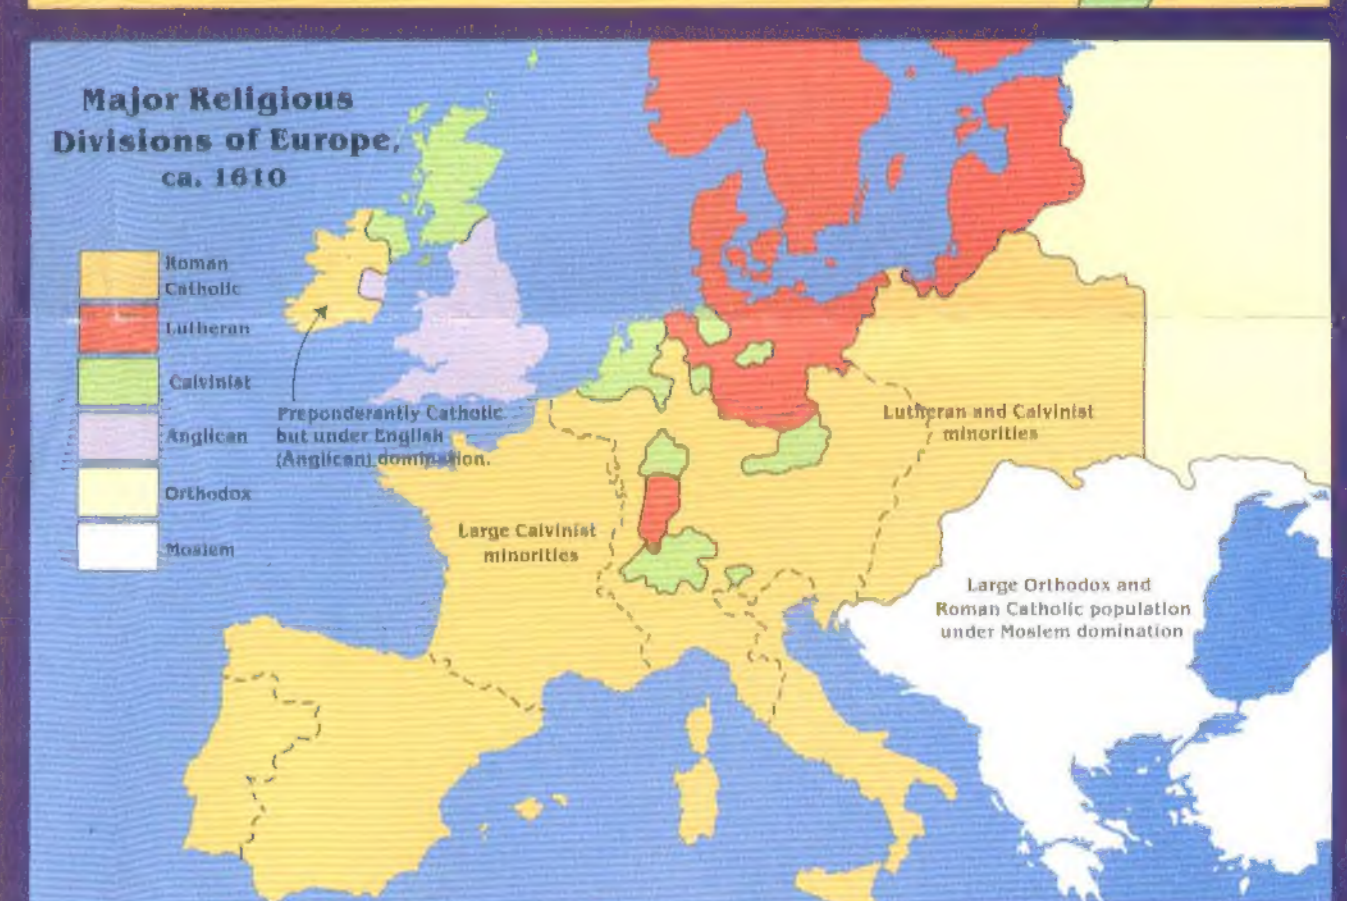 Major Religious
Divisions of Europe,
ca. 1610
Roman
Catholic
Lutheran
Calvinist
Anglican
Orthodox
Moslem
Preponderantly Catholic
but under English
(Anglican) domination.
Large Calvinist
minorities
Lutheran and Calvinist
minorities
Large Orthodox and
Roman Catholic population
under Moslem domination